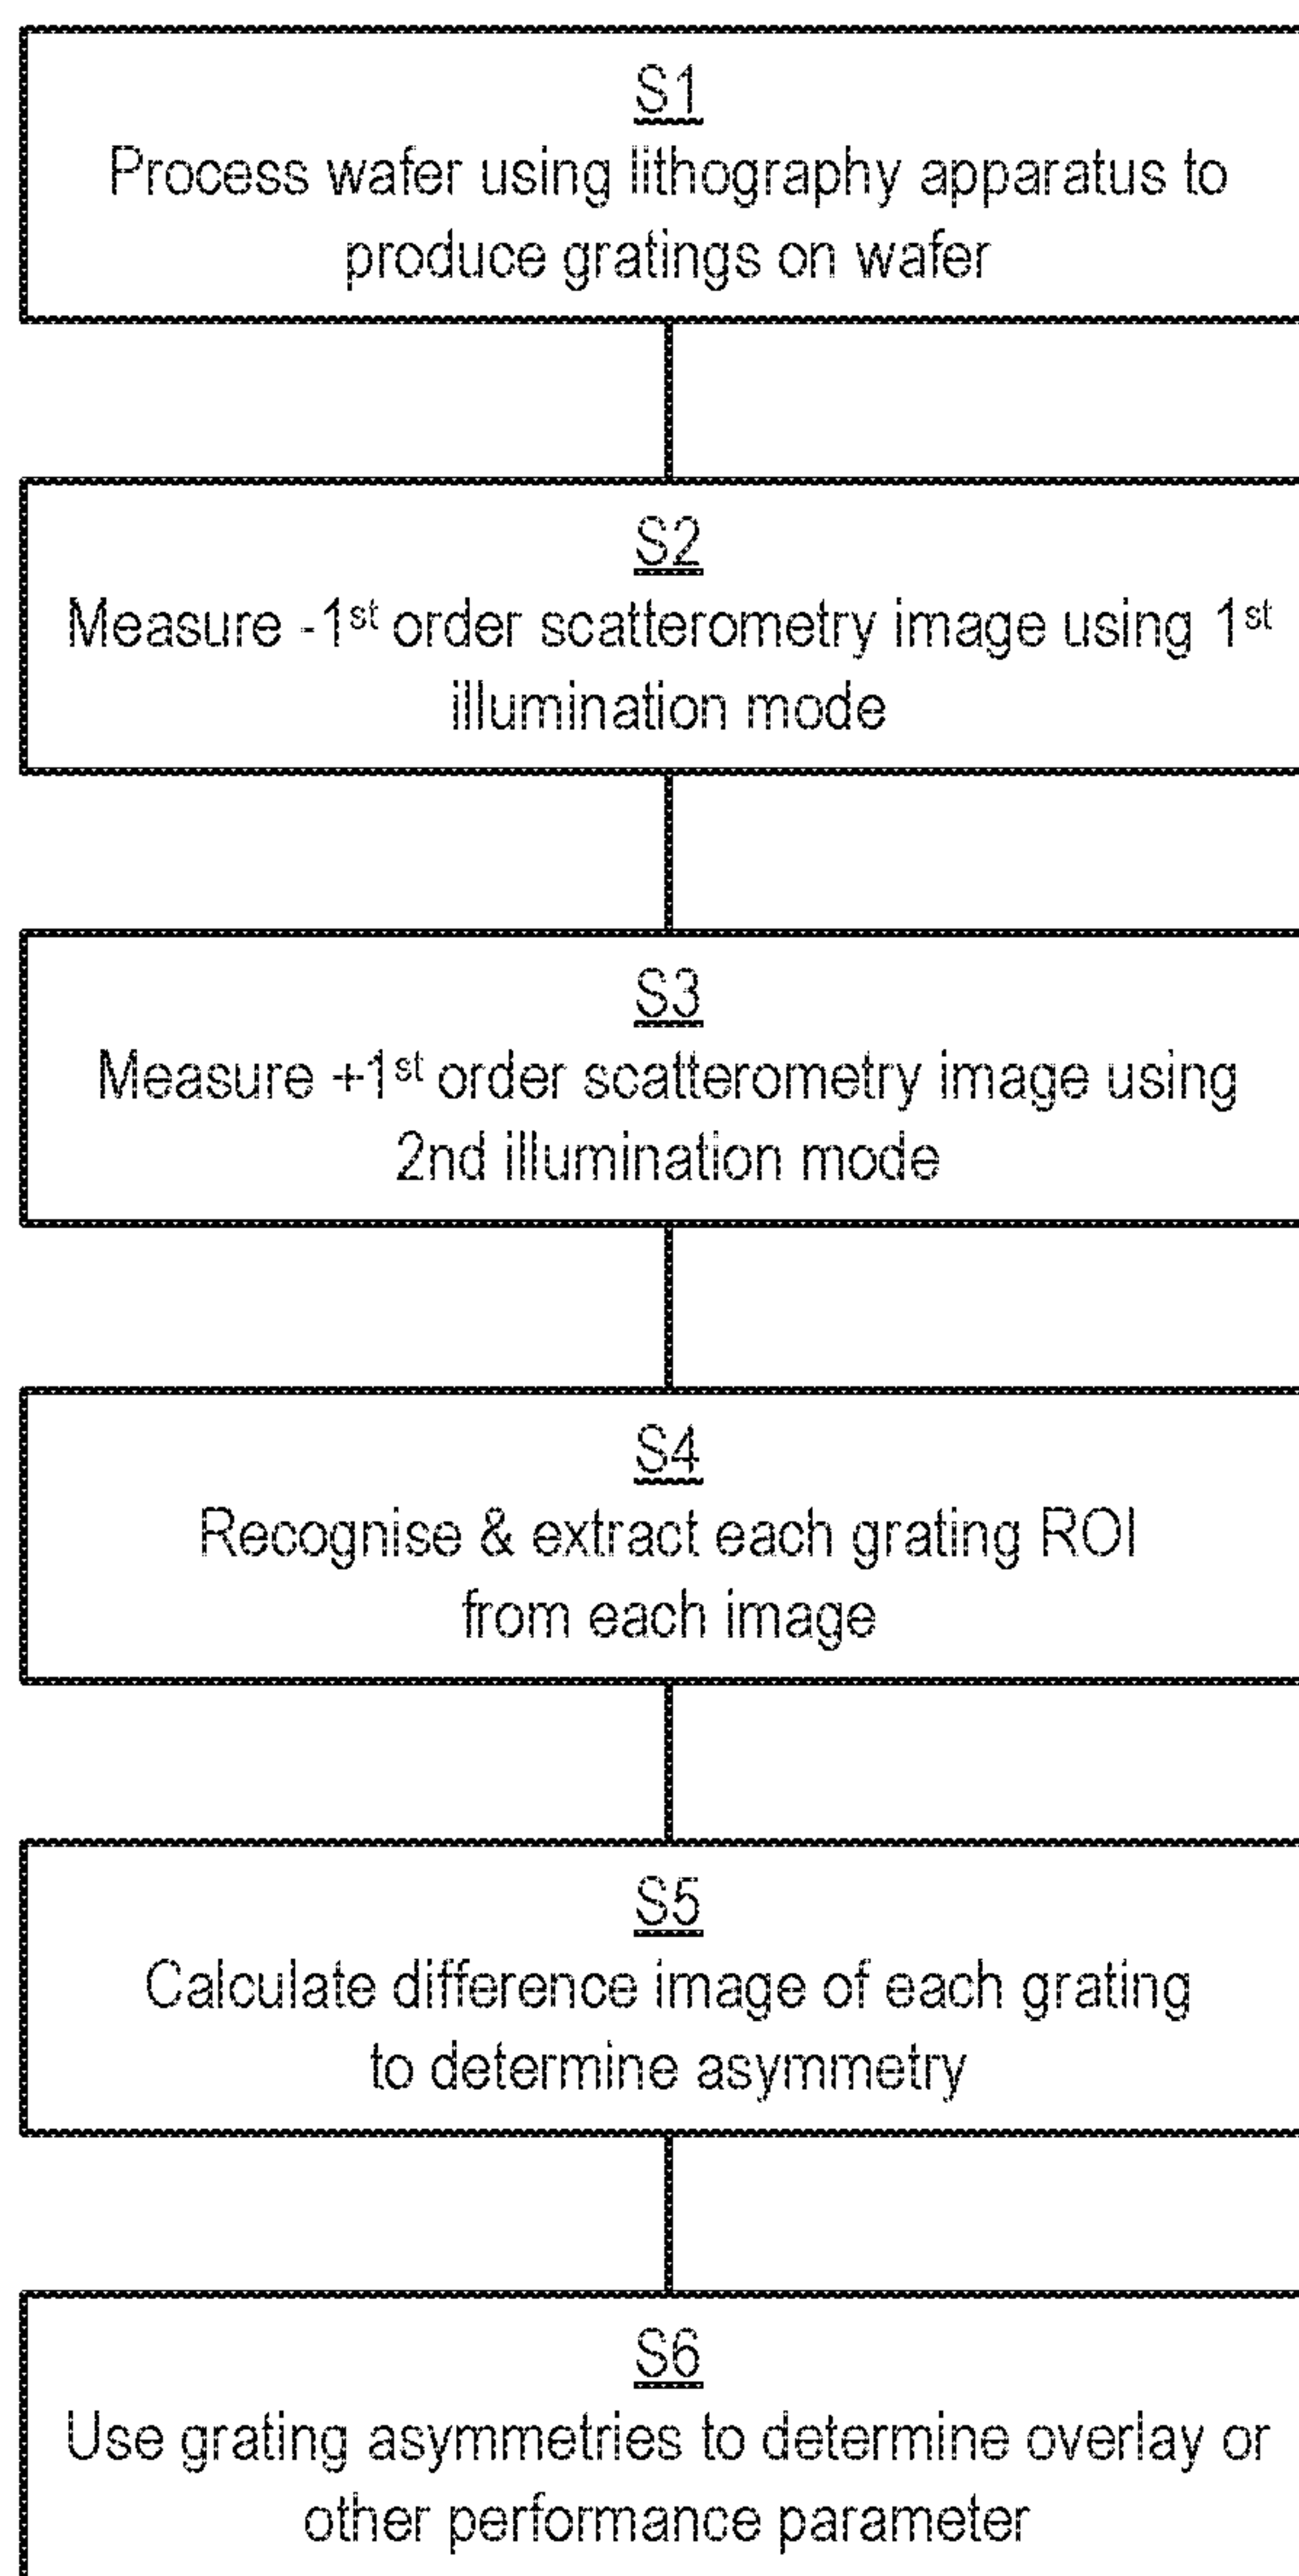 S1
Process wafer using lithography apparatus to
produce gratings on wafer
S2
Measure -1st order scatterometry image using 1st
illumination mode
S3
Measure +1st order scatterometry image using
2nd illumination mode
S4
Recognise & extract each grating ROI
from each image
S5
Calculate difference image of each grating
to determine asymmetry
S6
Use grating asymmetries to determine overlay or
other performance parameter